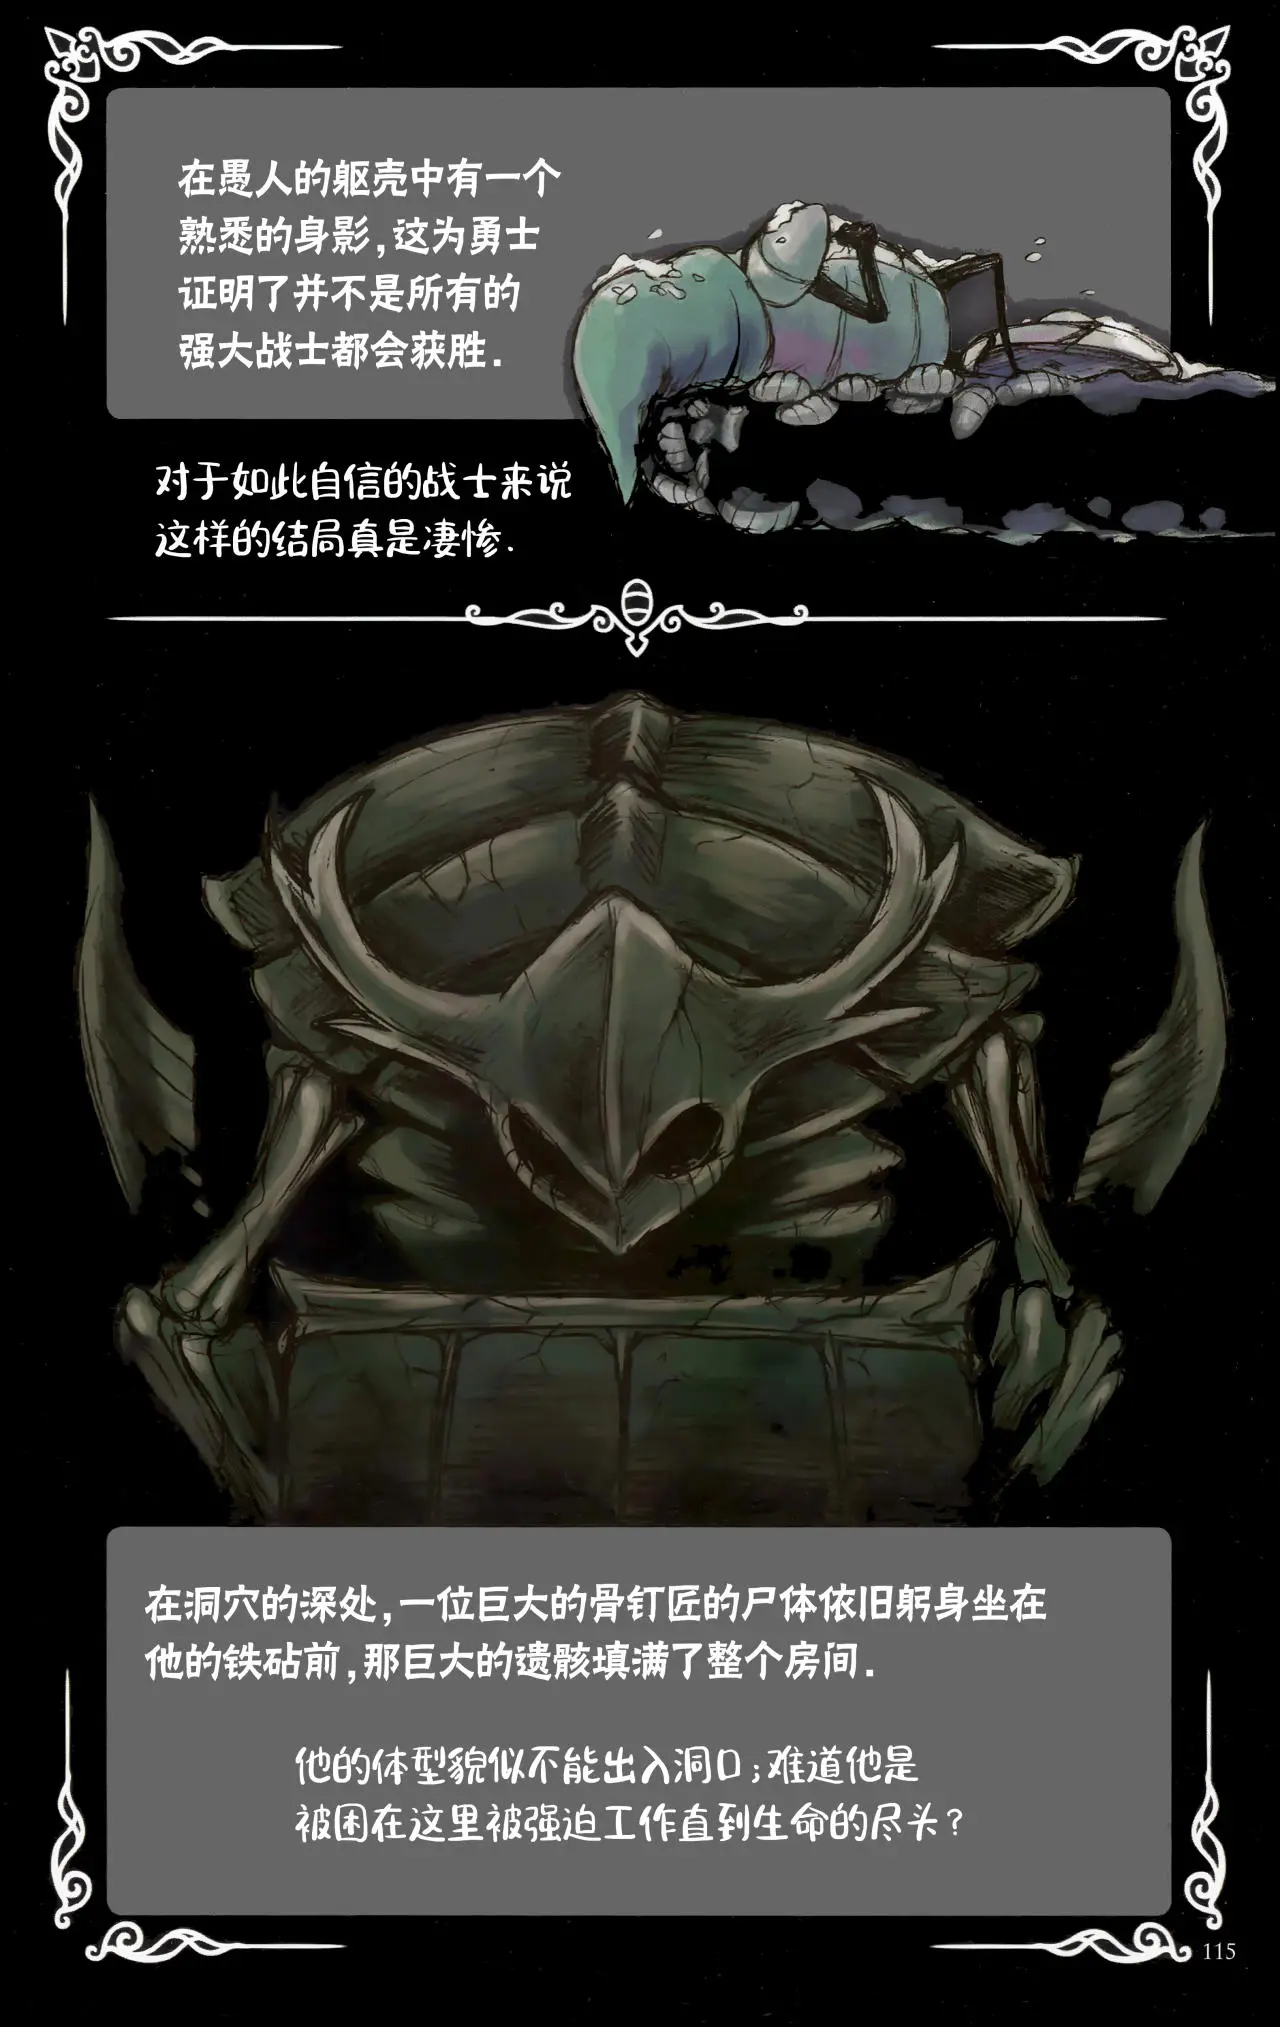 在愚人的躯壳中有一个
熟悉的身影,这为勇士
证明了并不是所有的
强大战士都会获胜.
对于如此自信的战士来说
这样的结局真是凄惨.
在洞穴的深处,一位巨大的骨钉匠的尸体依旧躬身坐在
他的铁砧前,那巨大的遗骸填满了整个房间.
他的体型貌似不能出入洞口;难道他是
被困在这里被强迫工作直到生命的尽头?
115